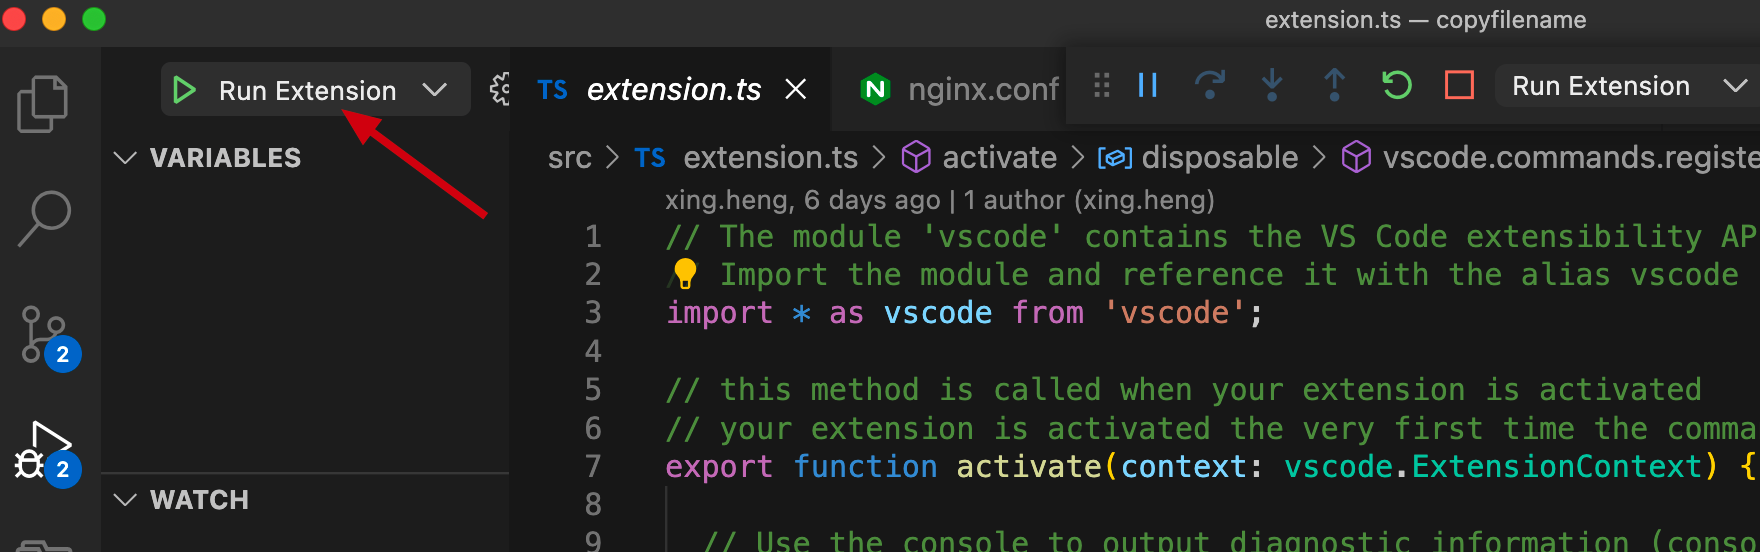 extension.ts — copyfilename
Run Extension
TS extension.ts
nginx.conf
Run Extension
VARIABLES
src > TS extension.ts > activate > disposable > vscode.commands.registe
xing.heng, 6 days ago | 1 author (xing.heng)
1 // The module 'vscode' contains the VS Code extensibility AP
2 // Import the module and reference it with the alias vscode
3 import * as vscode from 'vscode';
4
5 // this method is called when your extension is activated
6 // your extension is activated the very first time the comma
7 export function activate(context: vscode.ExtensionContext) {
8
9 // Use the console to output diagnostic information (conso
2
2
WATCH